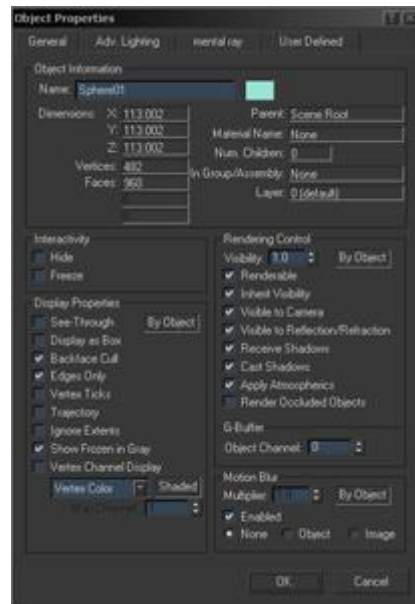 Object Properties
General Adv. Lighting mental ray User Defined
Object Information
Name: Sphere01
Dimensions: X: 113.002
Y: 113.002
Z: 113.002
Vertices: 482
Faces: 960
Parent: Scene Root
Material Name: None
Num. Children: 0
In Group/Assembly: None
Layer: 0 (default)
Interactivity
Hide
Freeze
Display Properties
See-Through By Object
Display as Box
Backface Cull
Edges Only
Vertex Ticks
Trajectory
Ignore Extents
Show Frozen in Gray
Vertex Channel Display
Vertex Color Shaded
Map Channel:
Rendering Control
Visibility: 1.0 By Object
Renderable
Inherit Visibility
Visible to Camera
Visible to Reflection/Refraction
Receive Shadows
Cast Shadows
Apply Atmospherics
Render Occluded Objects
G-Buffer
Object Channel: 0
Motion Blur
Multiplier: By Object
Enabled
None Object Image
OK Cancel